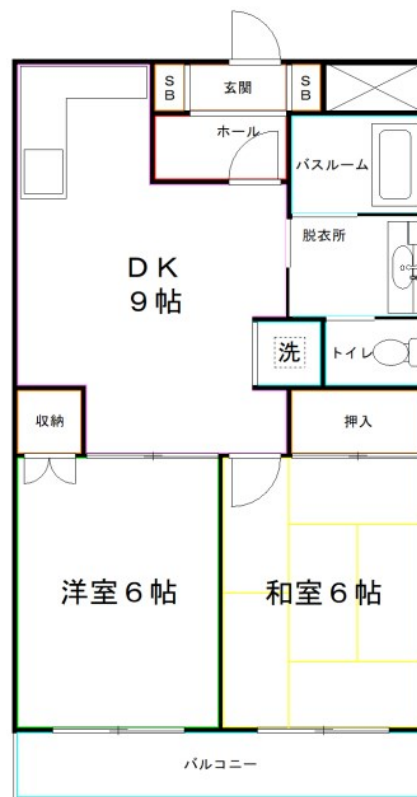 SB
玄関
SB
ホール
バスルーム
脱衣所
ＤＫ
９帖
洗
トイレ
収納
押入
洋室６帖
和室６帖
バルコニー